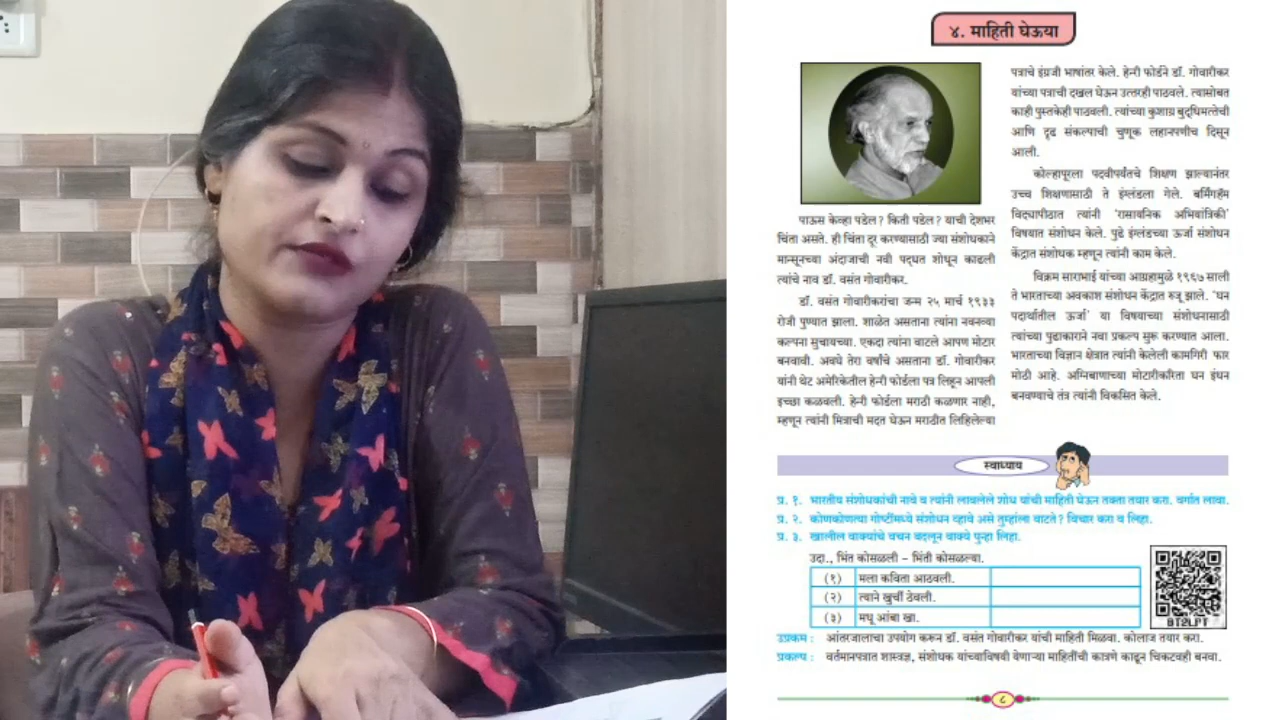 ४. माहिती घेऊया
पाऊस केव्हा पडेल? किती पडेल? याची देशभर
चिंता असते. ही चिंता दूर करण्यासाठी ज्या संशोधकाने
मान्सूनच्या अंदाजाची नवी पद्धत शोधून काढली
त्यांचे नाव डॉ. वसंत गोवारीकर.
डॉ. वसंत गोवारीकरांचा जन्म २५ मार्च १९३३
रोजी पुण्यात झाला. शाळेत असताना त्यांना नवनव्या
कल्पना सुचायच्या. एकदा त्यांना वाटले आपण मोटार
बनवावी. अवघे तेरा वर्षांचे असताना डॉ. गोवारीकर
यांनी थेट अमेरिकेतील हेन्री फोर्डला पत्र लिहून आपली
इच्छा कळवली. हेन्री फोर्डला मराठी कळणार नाही,
म्हणून त्यांनी मित्राची मदत घेऊन मराठीत लिहिलेल्या
पत्राचे इंग्रजी भाषांतर केले. हेन्री फोर्डने डॉ. गोवारीकर
यांच्या पत्राची दखल घेऊन उत्तरही पाठवले. त्यासोबत
काही पुस्तकेही पाठवली. त्यांच्या कुशाग्र बुद्धिमत्तेची
आणि दृढ संकल्पाची चुणूक लहानपणीच दिसून
आली.
कोल्हापूरला पदवीपर्यंतचे शिक्षण झाल्यानंतर
उच्च शिक्षणासाठी ते इंग्लंडला गेले. बर्मिंगहॅम
विद्यापीठात त्यांनी 'रासायनिक अभियांत्रिकी'
विषयात संशोधन केले. पुढे इंग्लंडच्या ऊर्जा संशोधन
केंद्रात संशोधक म्हणून त्यांनी काम केले.
विक्रम साराभाई यांच्या आग्रहामुळे १९६७ साली
ते भारताच्या अवकाश संशोधन केंद्रात रुजू झाले. 'घन
पदार्थातील ऊर्जा' या विषयाच्या संशोधनासाठी
त्यांच्या पुढाकाराने नवा प्रकल्प सुरू करण्यात आला.
भारताच्या विज्ञान क्षेत्रात त्यांनी केलेली कामगिरी फार
मोठी आहे. अग्निबाणाच्या मोटारीकरिता घन इंधन
बनवण्याचे तंत्र त्यांनी विकसित केले.
स्वाध्याय
प्र. १. भारतीय संशोधकांची नावे व त्यांनी लावलेले शोध यांची माहिती घेऊन तक्ता तयार करा. वर्गात लावा.
प्र. २. कोणकोणत्या गोष्टींमध्ये संशोधन व्हावे असे तुम्हांला वाटते? विचार करा व लिहा.
प्र. ३. खालील वाक्यांचे वचन बदलून वाक्ये पुन्हा लिहा.
उदा., भिंत कोसळली – भिंती कोसळल्या.
(१) मला कविता आठवली.
(२) त्याने खुर्ची ठेवली.
(३) मधू आंबा खा.
BT2LPT
उपक्रम : आंतरजालाचा उपयोग करून डॉ. वसंत गोवारीकर यांची माहिती मिळवा. कोलाज तयार करा.
प्रकल्प : वर्तमानपत्रात शास्त्रज्ञ, संशोधक यांच्याविषयी येणाऱ्या माहितीची कात्रणे काढून चिकटवही बनवा.
८